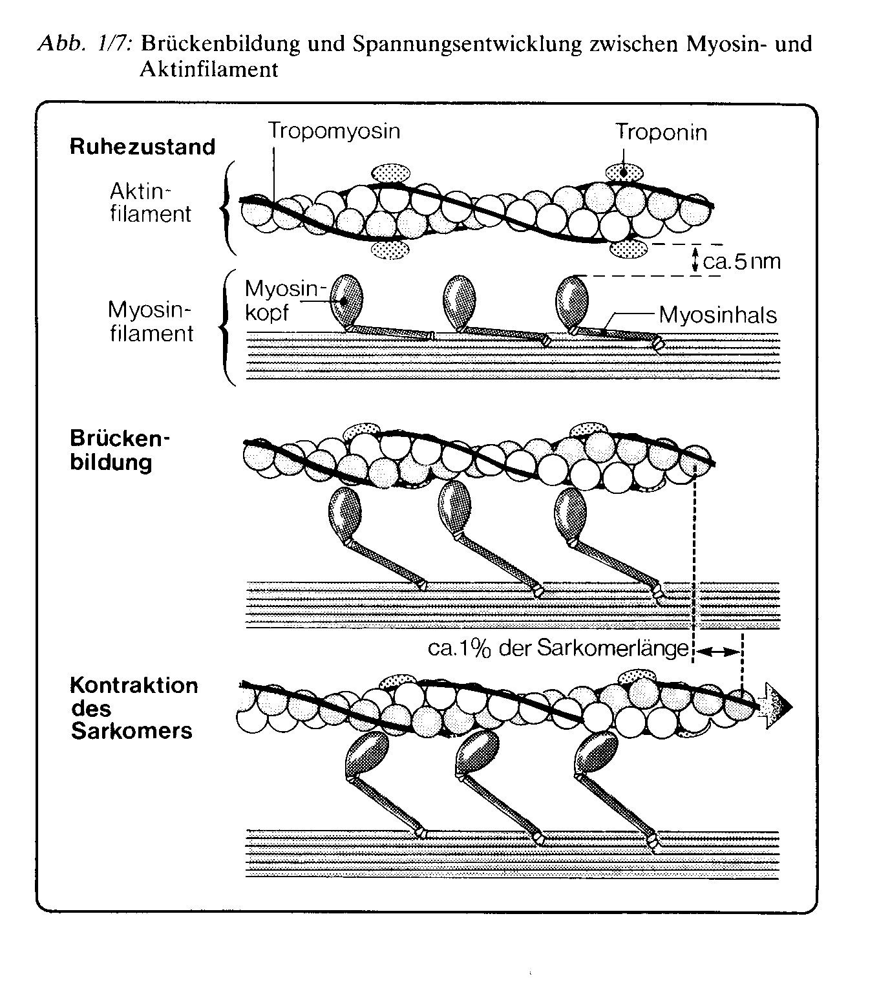 Abb. 1/7: Brückenbildung und Spannungsentwicklung zwischen Myosin- und
Aktinfilament
Tropomyosin
Troponin
Ruhezustand
Aktin-
filament
ca. 5 nm
Myosin-
kopf
Myosin-
filament
Myosinhals
Brücken-
bildung
ca. 1% der Sarkomerlänge
Kontraktion
des
Sarkomers